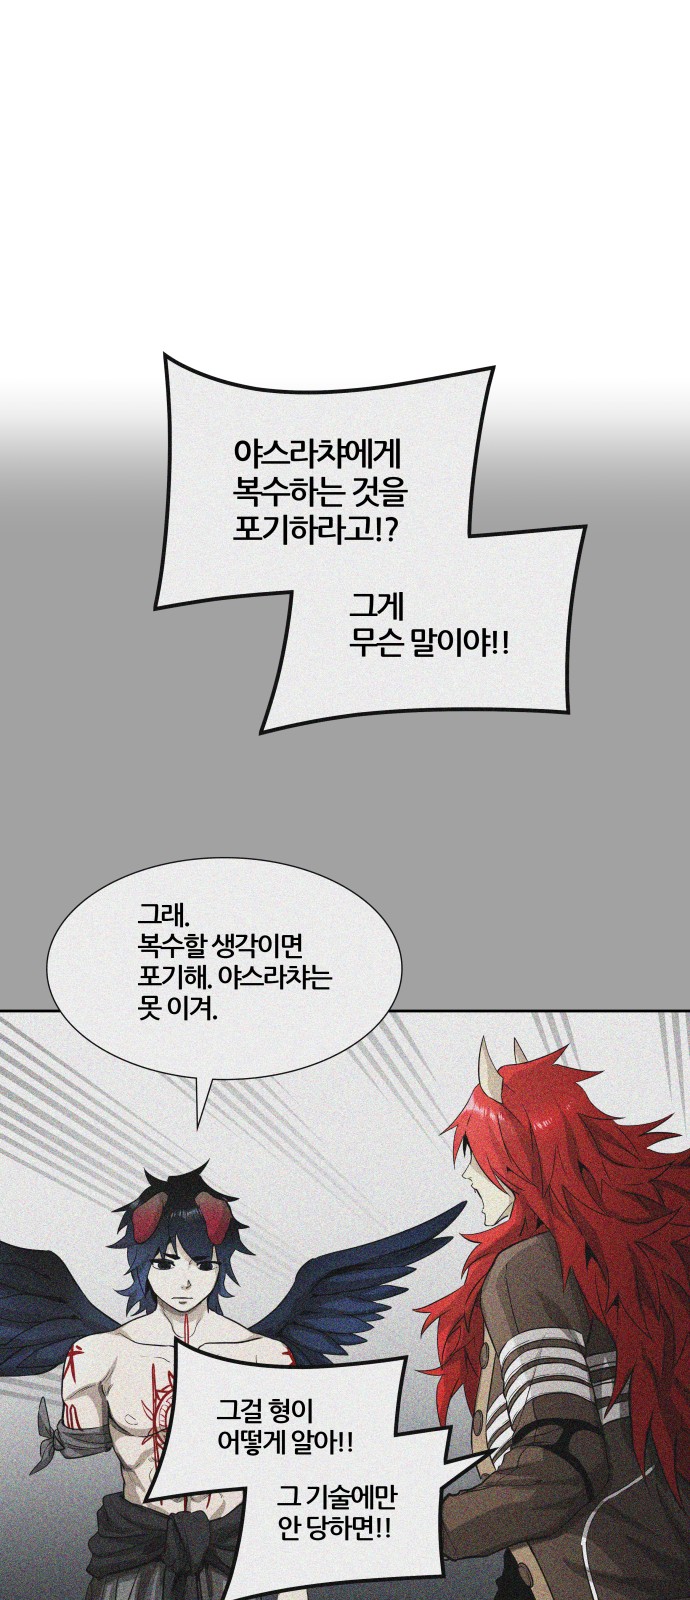 야스라챠에게
복수하는 것을
포기하라고!?
그게
무슨 말이야!!
그래.
복수할 생각이면
포기해. 야스라챠는
못 이겨.
그걸 형이
어떻게 알아!!
그 기술에만
안 당하면!!